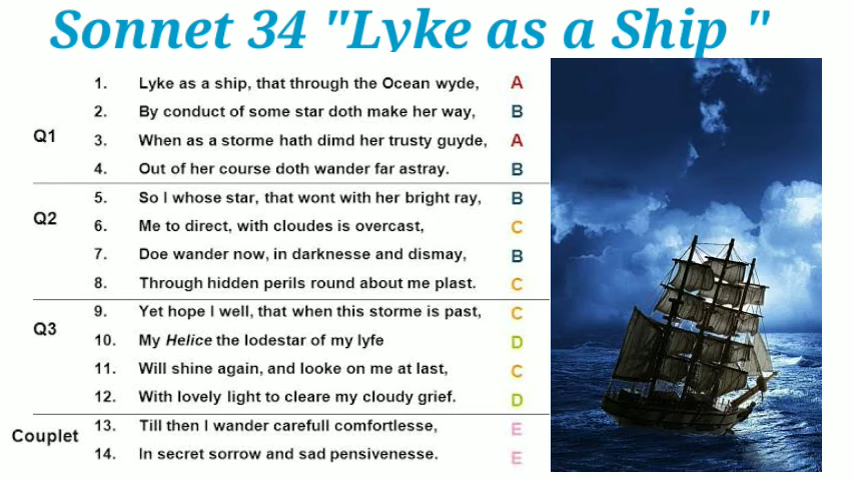 Sonnet 34 "Lyke as a Ship "
1. Lyke as a ship, that through the Ocean wyde, A
2. By conduct of some star doth make her way, B
Q1
3. When as a storme hath dimd her trusty guyde, A
4. Out of her course doth wander far astray. B
5. So I whose star, that wont with her bright ray, B
Q2
6. Me to direct, with cloudes is overcast, C
7. Doe wander now, in darknesse and dismay, B
8. Through hidden perils round about me plast. C
9. Yet hope I well, that when this storme is past, C
Q3
10. My Helice the lodestar of my lyfe D
11. Will shine again, and looke on me at last, C
12. With lovely light to cleare my cloudy grief. D
Couplet
13. Till then I wander carefull comfortlesse, E
14. In secret sorrow and sad pensivenesse. E